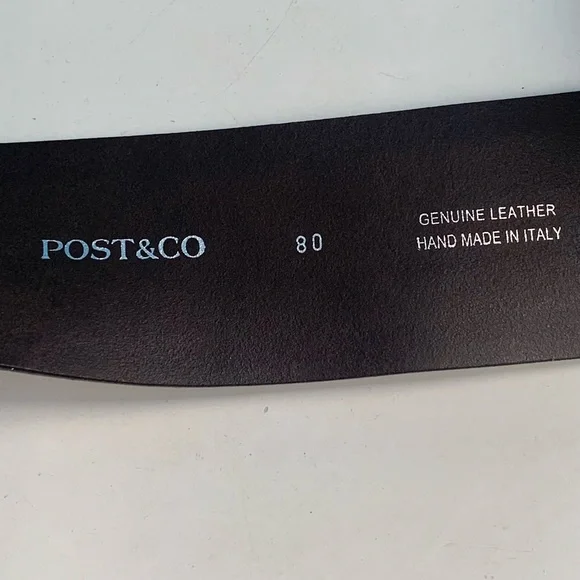 POST&CO
80
GENUINE LEATHER
HAND MADE IN ITALY